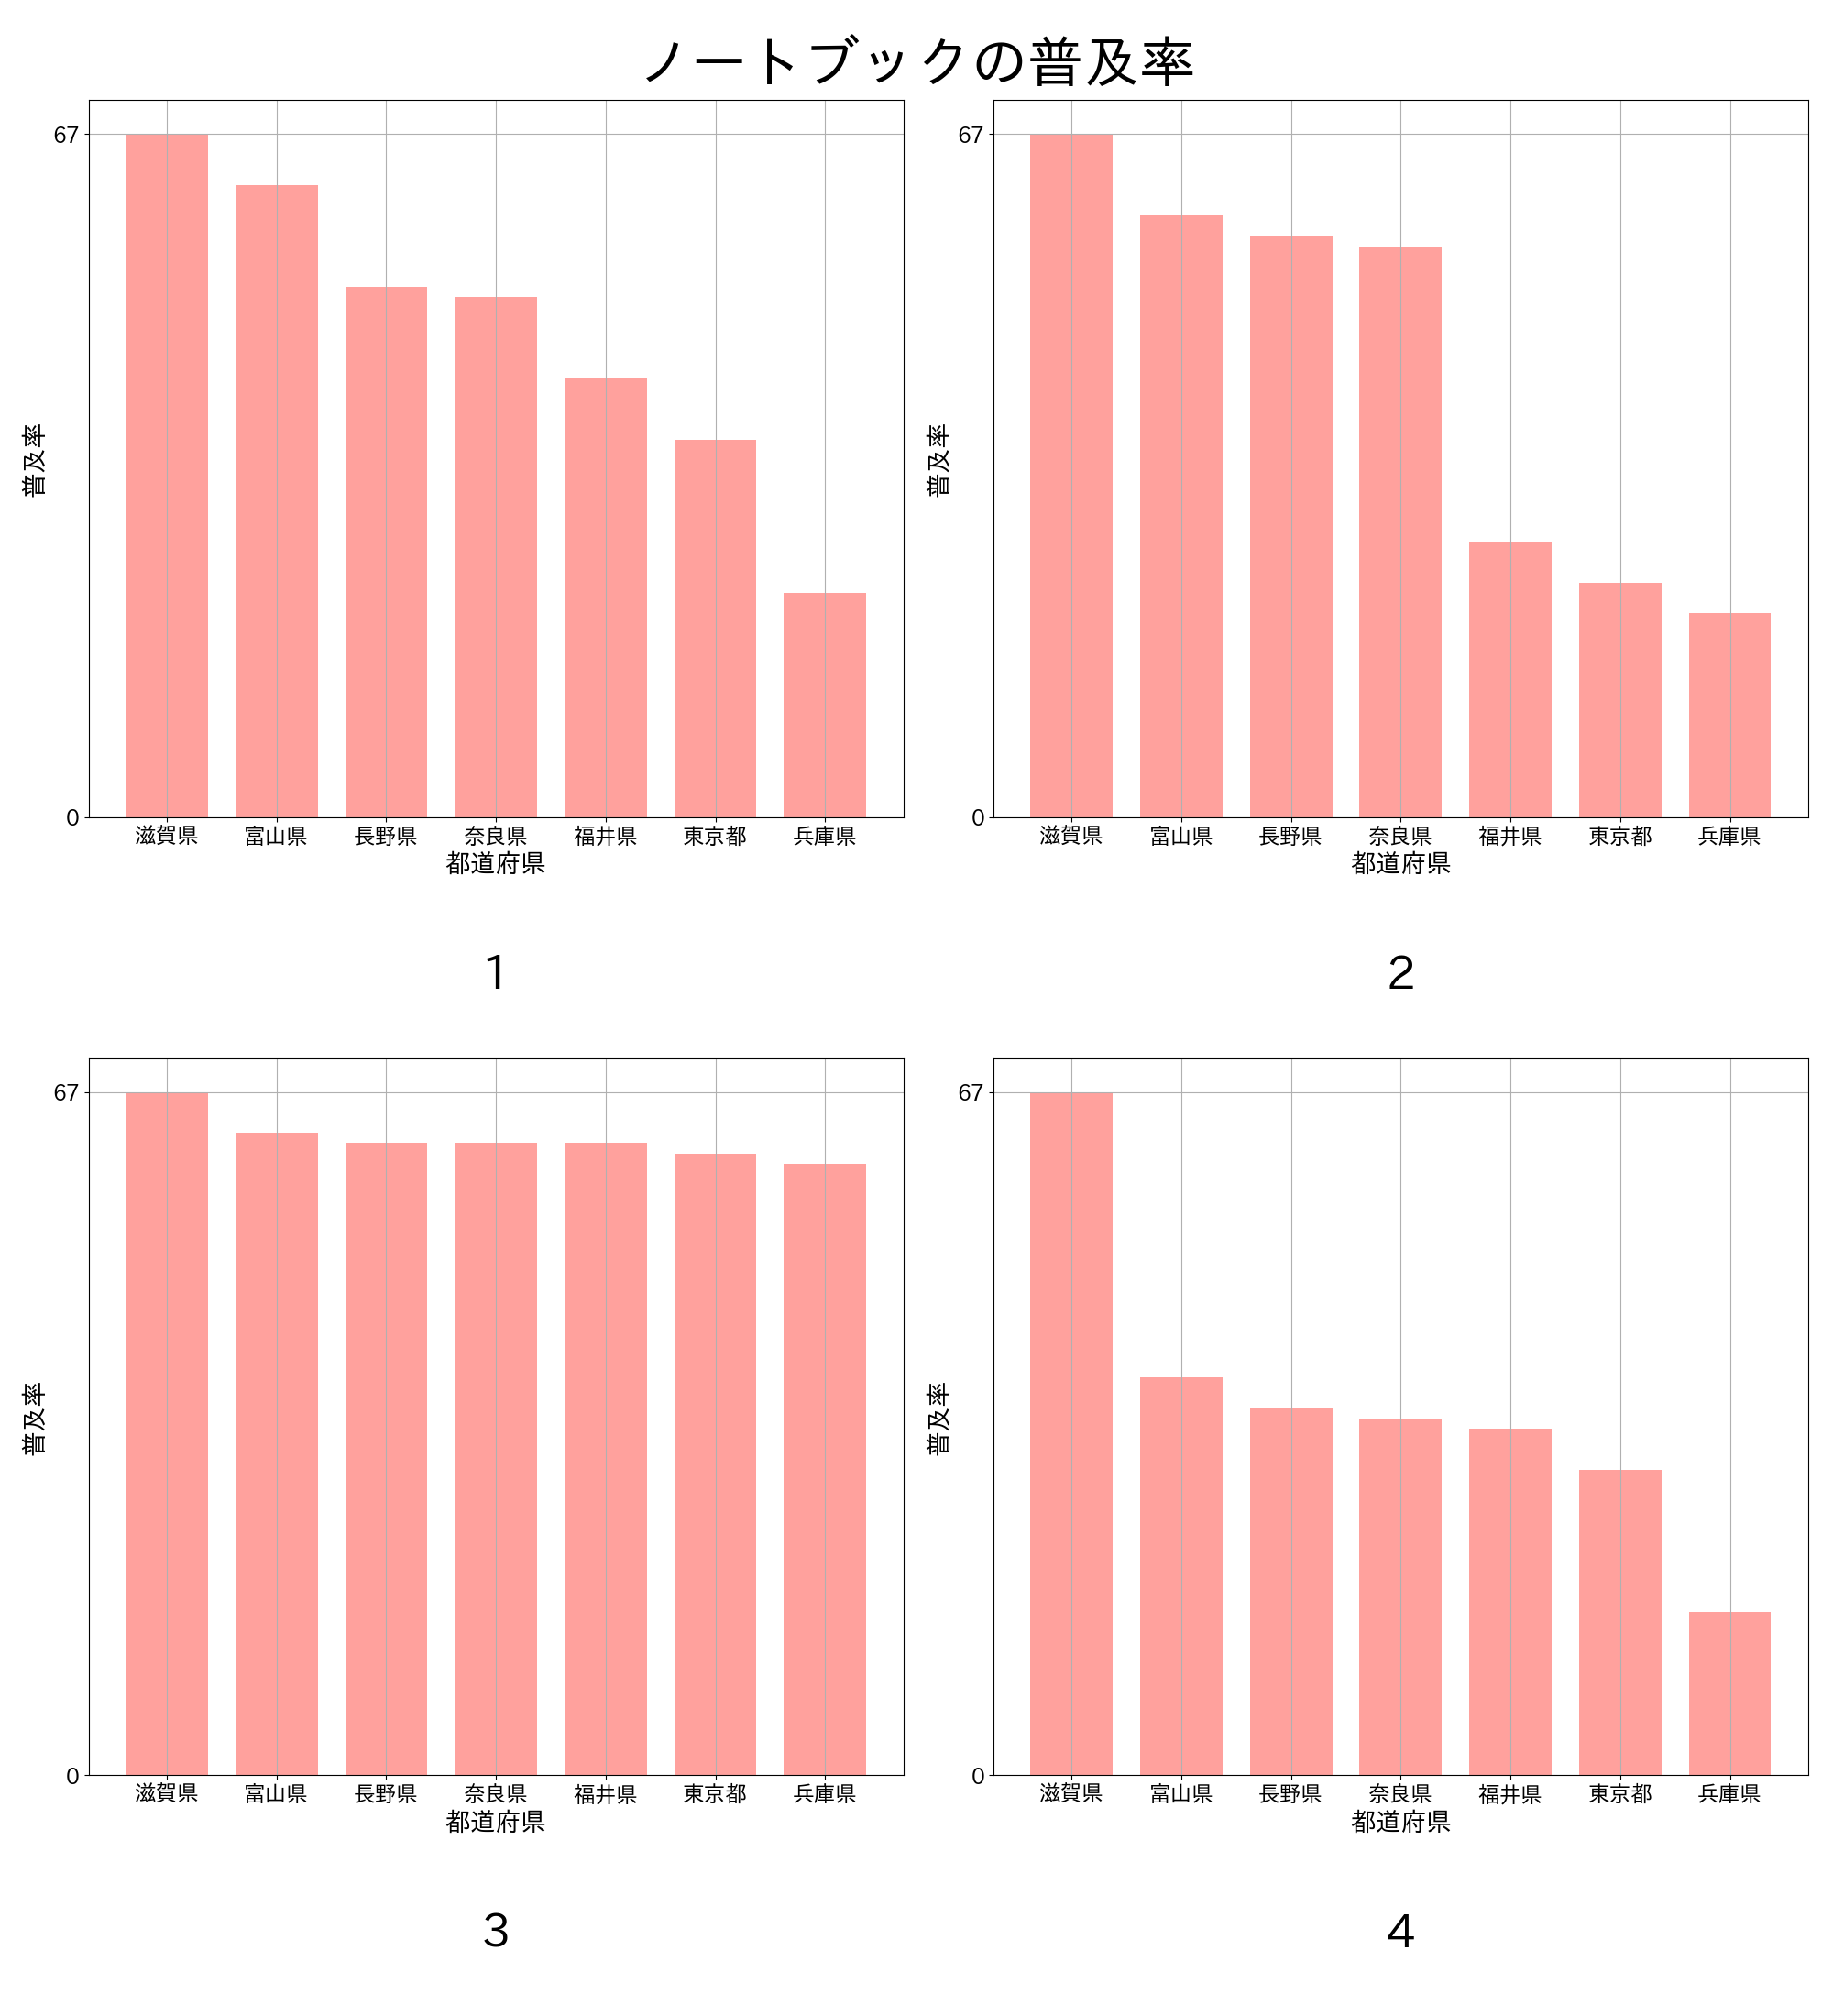 ノートブックの普及率
67
0
普及率
滋賀県 富山県 長野県 奈良県 福井県 東京都 兵庫県
都道府県
1
67
0
普及率
滋賀県 富山県 長野県 奈良県 福井県 東京都 兵庫県
都道府県
2
67
0
普及率
滋賀県 富山県 長野県 奈良県 福井県 東京都 兵庫県
都道府県
3
67
0
普及率
滋賀県 富山県 長野県 奈良県 福井県 東京都 兵庫県
都道府県
4